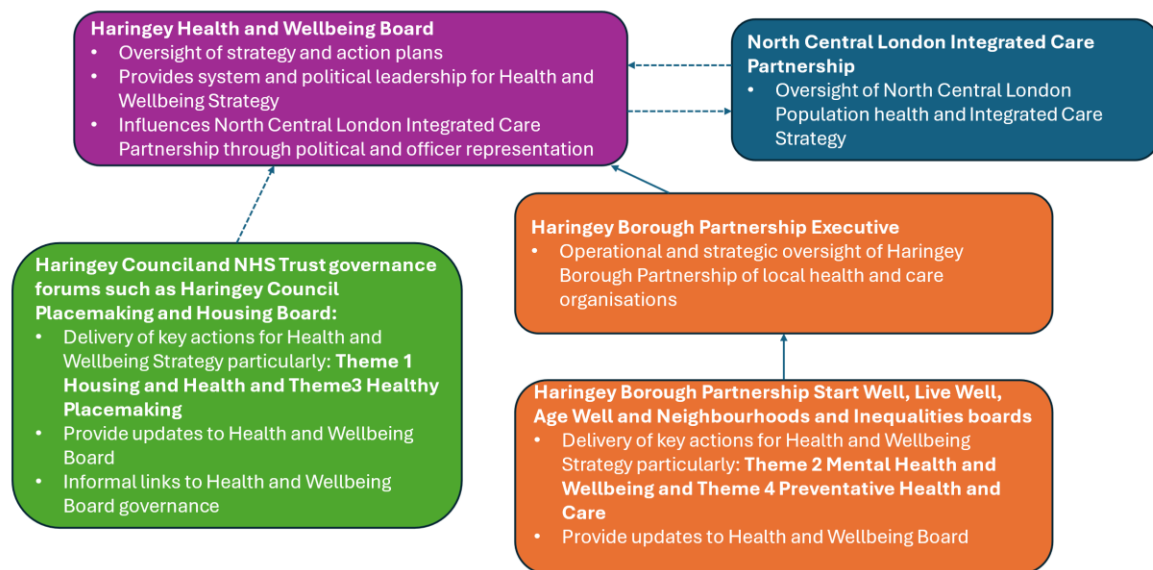 Haringey Health and Wellbeing Board
• Oversight of strategy and action plans
• Provides system and political leadership for Health and
Wellbeing Strategy
• Influences North Central London Integrated Care
Partnership through political and officer representation
North Central London Integrated Care
Partnership
• Oversight of North Central London
Population health and Integrated Care
Strategy
Haringey Borough Partnership Executive
• Operational and strategic oversight of Haringey
Borough Partnership of local health and care
organisations
Haringey Council and NHS Trust governance
forums such as Haringey Council
Placemaking and Housing Board:
• Delivery of key actions for Health and
Wellbeing Strategy particularly: Theme 1
Housing and Health and Theme3 Healthy
Placemaking
• Provide updates to Health and Wellbeing
Board
• Informal links to Health and Wellbeing
Board governance
Haringey Borough Partnership Start Well, Live Well,
Age Well and Neighbourhoods and Inequalities boards
• Delivery of key actions for Health and Wellbeing
Strategy particularly: Theme 2 Mental Health and
Wellbeing and Theme 4 Preventative Health and
Care
• Provide updates to Health and Wellbeing Board